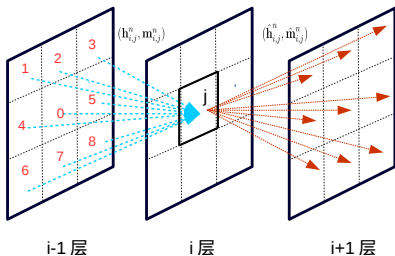 1 2 3
4 0 5
6 7 8
(h^n_{i,j}, m^n_{i,j})
j
(ĥ^n_{i,j}, m̂^n_{i,j})
i-1 层
i 层
i+1 层